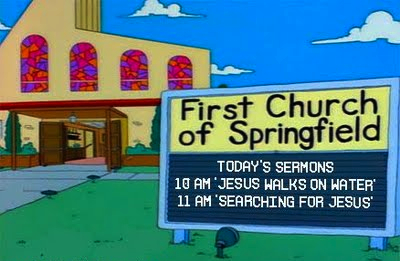 First Church
of Springfield
TODAY'S SERMONS
10 AM 'JESUS WALKS ON WATER'
11 AM 'SEARCHING FOR JESUS'